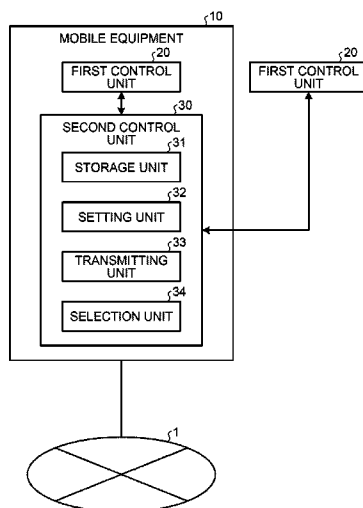 10
MOBILE EQUIPMENT
20
FIRST CONTROL
UNIT
20
FIRST CONTROL
UNIT
30
SECOND CONTROL
UNIT
31
STORAGE UNIT
32
SETTING UNIT
33
TRANSMITTING
UNIT
34
SELECTION UNIT
1